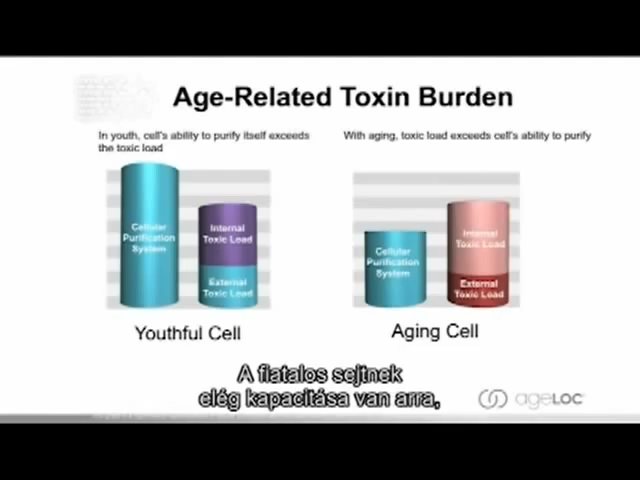 Age-Related Toxin Burden
In youth, cell's ability to purify itself exceeds
the toxic load
With aging, toxic load exceeds cell's ability to purify
Cellular
Purification
System
Internal
Toxic Load
External
Toxic Load
Youthful Cell
Cellular
Purification
System
Internal
Toxic Load
External
Toxic Load
Aging Cell
A fiatalos sejtnek
elég kapacitása van arra,
ageLOC